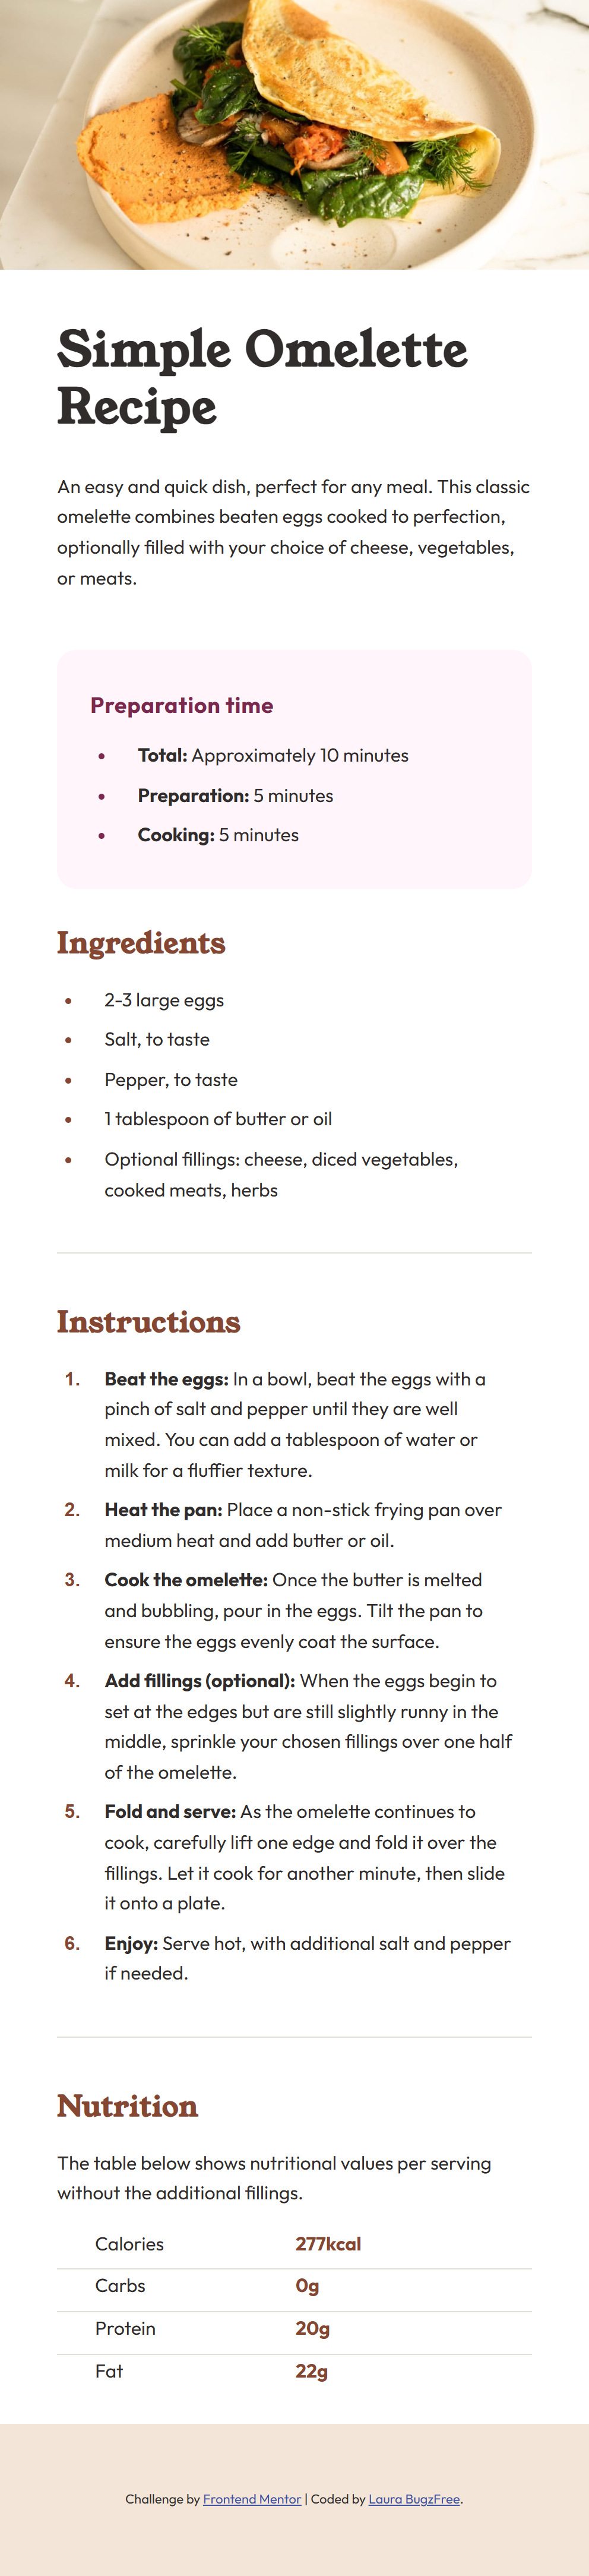 Simple Omelette
Recipe
An easy and quick dish, perfect for any meal. This classic
omelette combines beaten eggs cooked to perfection,
optionally filled with your choice of cheese, vegetables,
or meats.
Preparation time
• Total: Approximately 10 minutes
• Preparation: 5 minutes
• Cooking: 5 minutes
Ingredients
• 2-3 large eggs
• Salt, to taste
• Pepper, to taste
• 1 tablespoon of butter or oil
• Optional fillings: cheese, diced vegetables,
cooked meats, herbs
Instructions
1. Beat the eggs: In a bowl, beat the eggs with a
pinch of salt and pepper until they are well
mixed. You can add a tablespoon of water or
milk for a fluffier texture.
2. Heat the pan: Place a non-stick frying pan over
medium heat and add butter or oil.
3. Cook the omelette: Once the butter is melted
and bubbling, pour in the eggs. Tilt the pan to
ensure the eggs evenly coat the surface.
4. Add fillings (optional): When the eggs begin to
set at the edges but are still slightly runny in the
middle, sprinkle your chosen fillings over one half
of the omelette.
5. Fold and serve: As the omelette continues to
cook, carefully lift one edge and fold it over the
fillings. Let it cook for another minute, then slide
it onto a plate.
6. Enjoy: Serve hot, with additional salt and pepper
if needed.
Nutrition
The table below shows nutritional values per serving
without the additional fillings.
Calories 277kcal
Carbs 0g
Protein 20g
Fat 22g
Challenge by Frontend Mentor | Coded by Laura BugzFree.